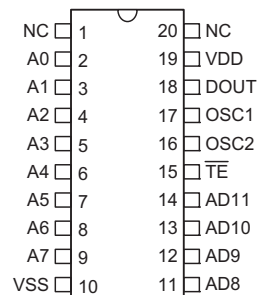 NC 1 20 NC
A0 2 19 VDD
A1 3 18 DOUT
A2 4 17 OSC1
A3 5 16 OSC2
A4 6 15 T̅E̅
A5 7 14 AD11
A6 8 13 AD10
A7 9 12 AD9
VSS 10 11 AD8